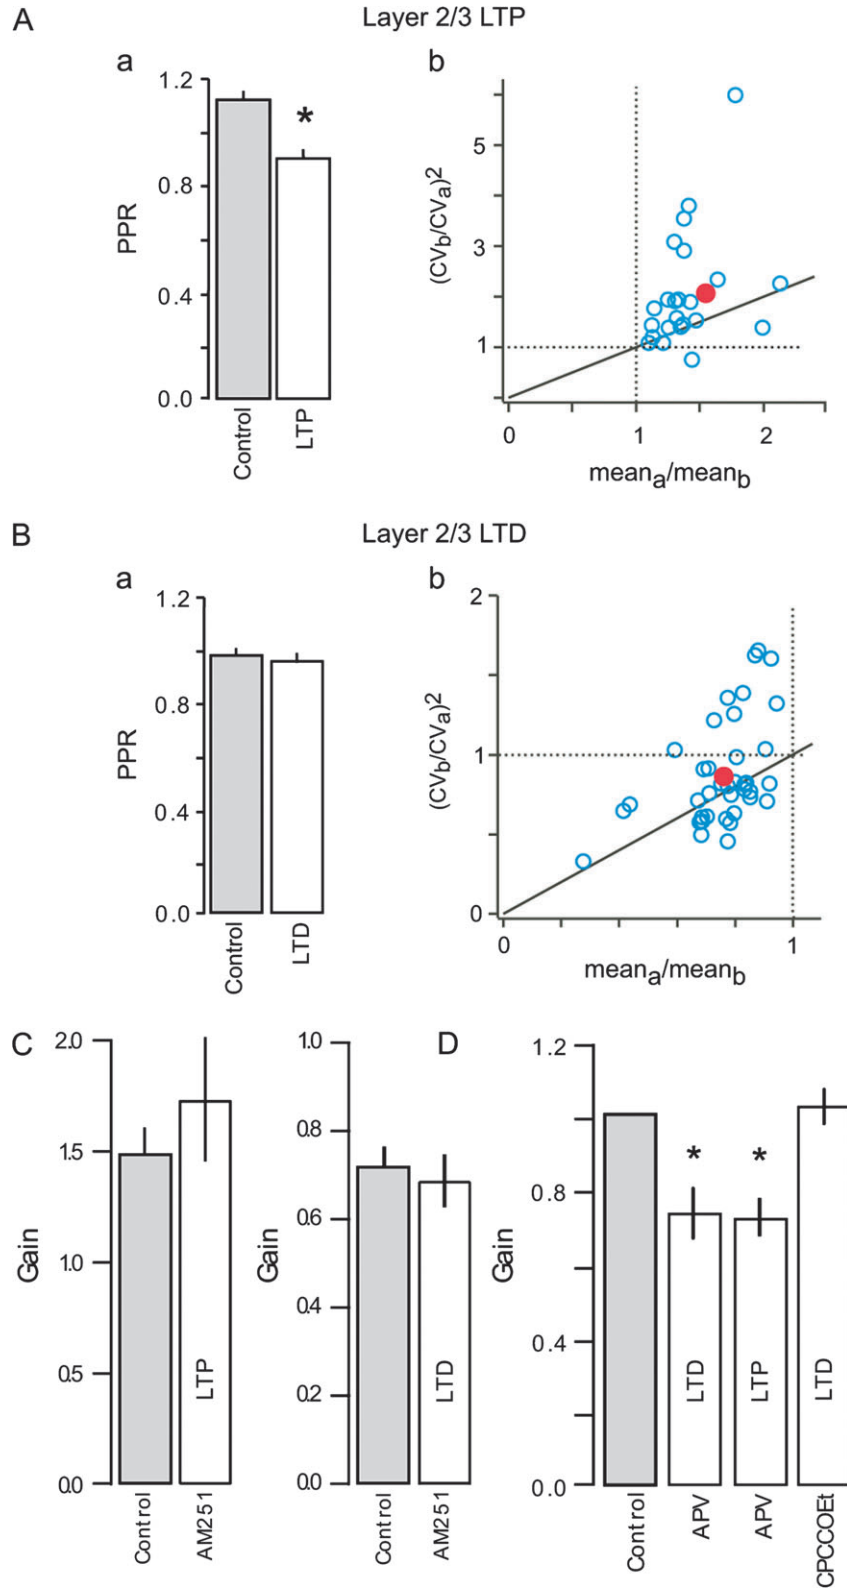 A
Layer 2/3 LTP
a
b
1.2
0.8
0.4
0.0
PPR
*
Control
LTP
(CVb/CVa)2
5
3
1
0
1
2
meana/meanb
B
Layer 2/3 LTD
a
b
1.2
0.8
0.4
0.0
PPR
Control
LTD
(CVb/CVa)2
2
1
0
0
1
meana/meanb
C
2.0
1.5
1.0
0.5
0.0
Gain
LTP
Control
AM251
1.0
0.8
0.6
0.4
0.2
0.0
Gain
LTD
Control
AM251
D
1.2
0.8
0.4
0.0
Gain
*
*
LTD
LTP
LTD
Control
APV
APV
CPCCOEt